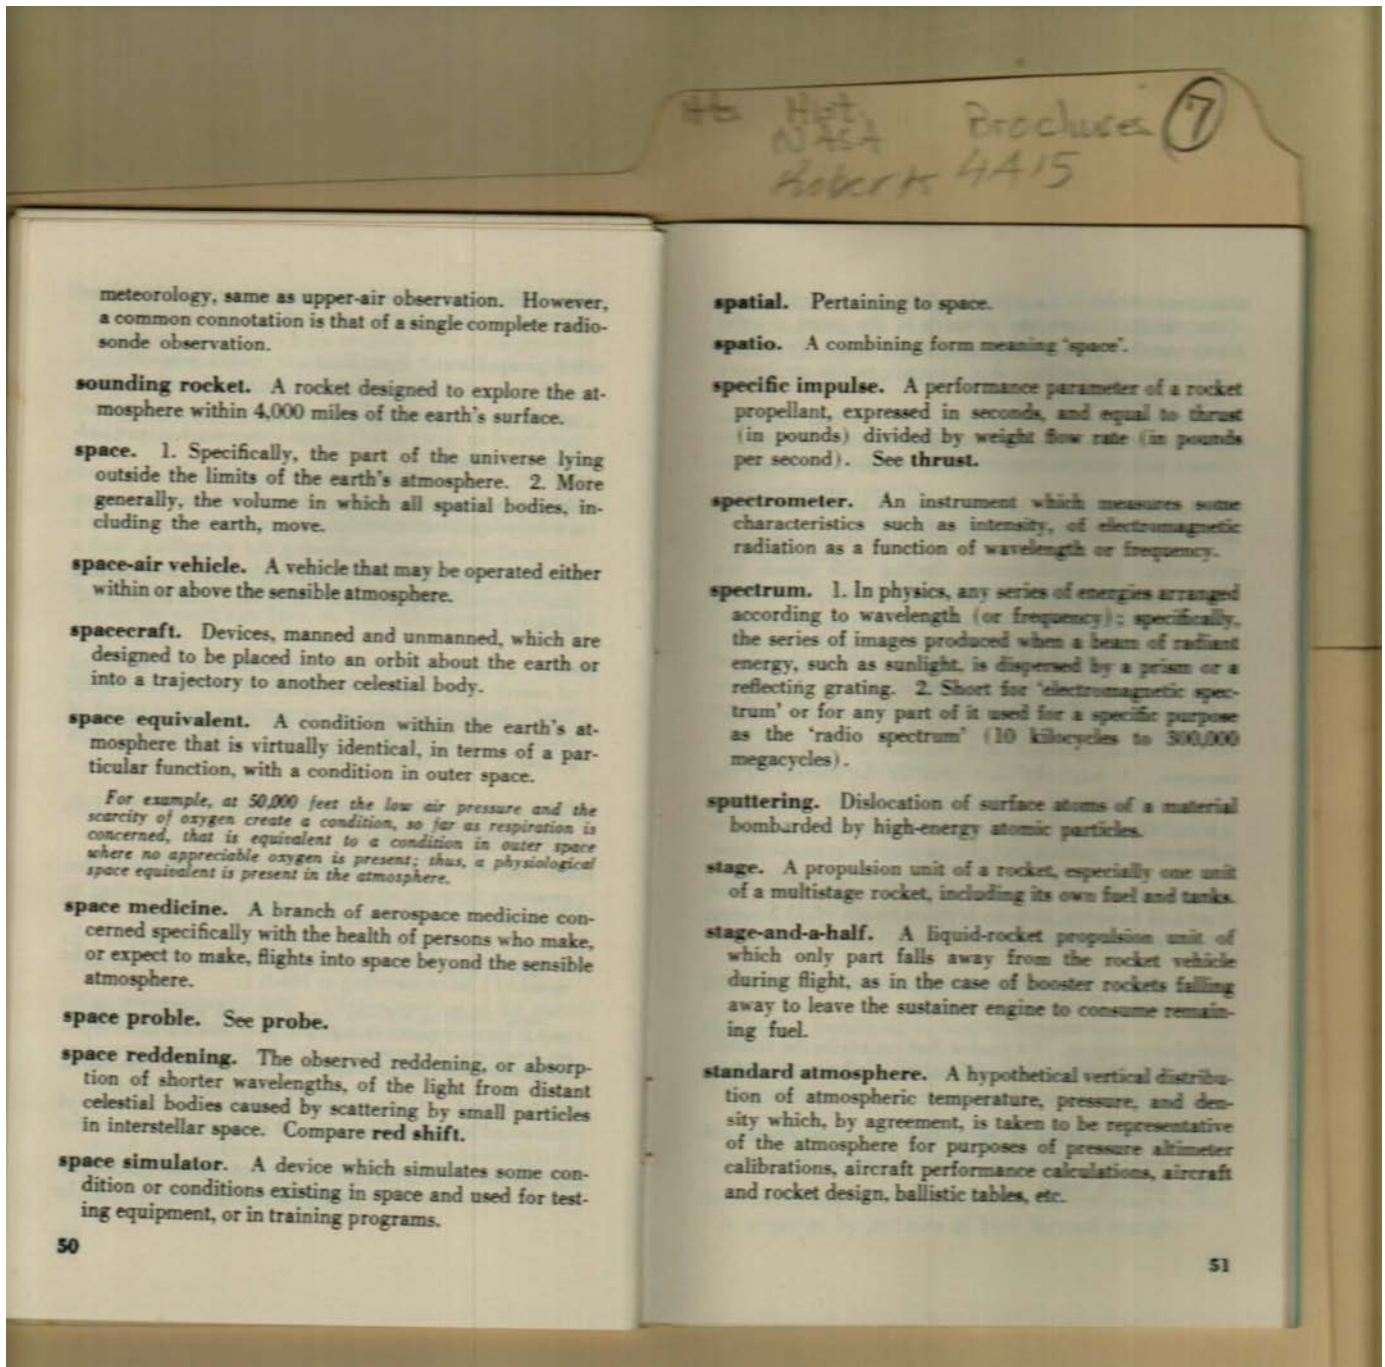 Hist
NASA
Brochures 7
Roberts 4A15
meteorology, same as upper-air observation. However,
a common connotation is that of a single complete radio-
sonde observation.
sounding rocket. A rocket designed to explore the at-
mosphere within 4,000 miles of the earth's surface.
space. 1. Specifically, the part of the universe lying
outside the limits of the earth's atmosphere. 2. More
generally, the volume in which all spatial bodies, in-
cluding the earth, move.
space-air vehicle. A vehicle that may be operated either
within or above the sensible atmosphere.
spacecraft. Devices, manned and unmanned, which are
designed to be placed into an orbit about the earth or
into a trajectory to another celestial body.
space equivalent. A condition within the earth's at-
mosphere that is virtually identical, in terms of a par-
ticular function, with a condition in outer space.
For example, at 50,000 feet the low air pressure and the
scarcity of oxygen create a condition, so far as respiration is
concerned, that is equivalent to a condition in outer space
where no appreciable oxygen is present; thus, a physiological
space equivalent is present in the atmosphere.
space medicine. A branch of aerospace medicine con-
cerned specifically with the health of persons who make,
or expect to make, flights into space beyond the sensible
atmosphere.
space proble. See probe.
space reddening. The observed reddening, or absorp-
tion of shorter wavelengths, of the light from distant
celestial bodies caused by scattering by small particles
in interstellar space. Compare red shift.
space simulator. A device which simulates some con-
dition or conditions existing in space and used for test-
ing equipment, or in training programs.
50
spatial. Pertaining to space.
spatio. A combining form meaning 'space'.
specific impulse. A performance parameter of a rocket
propellant, expressed in seconds, and equal to thrust
(in pounds) divided by weight flow rate (in pounds
per second). See thrust.
spectrometer. An instrument which measures some
characteristics such as intensity, of electromagnetic
radiation as a function of wavelength or frequency.
spectrum. 1. In physics, any series of energies arranged
according to wavelength (or frequency); specifically,
the series of images produced when a beam of radiant
energy, such as sunlight, is dispersed by a prism or a
reflecting grating. 2. Short for 'electromagnetic spec-
trum' or for any part of it used for a specific purpose
as the 'radio spectrum' (10 kilocycles to 300,000
megacycles).
sputtering. Dislocation of surface atoms of a material
bombarded by high-energy atomic particles.
stage. A propulsion unit of a rocket, especially one unit
of a multistage rocket, including its own fuel and tanks.
stage-and-a-half. A liquid-rocket propulsion unit of
which only part falls away from the rocket vehicle
during flight, as in the case of booster rockets falling
away to leave the sustainer engine to consume remain-
ing fuel.
standard atmosphere. A hypothetical vertical distribu-
tion of atmospheric temperature, pressure, and den-
sity which, by agreement, is taken to be representative
of the atmosphere for purposes of pressure altimeter
calibrations, aircraft performance calculations, aircraft
and rocket design, ballistic tables, etc.
51